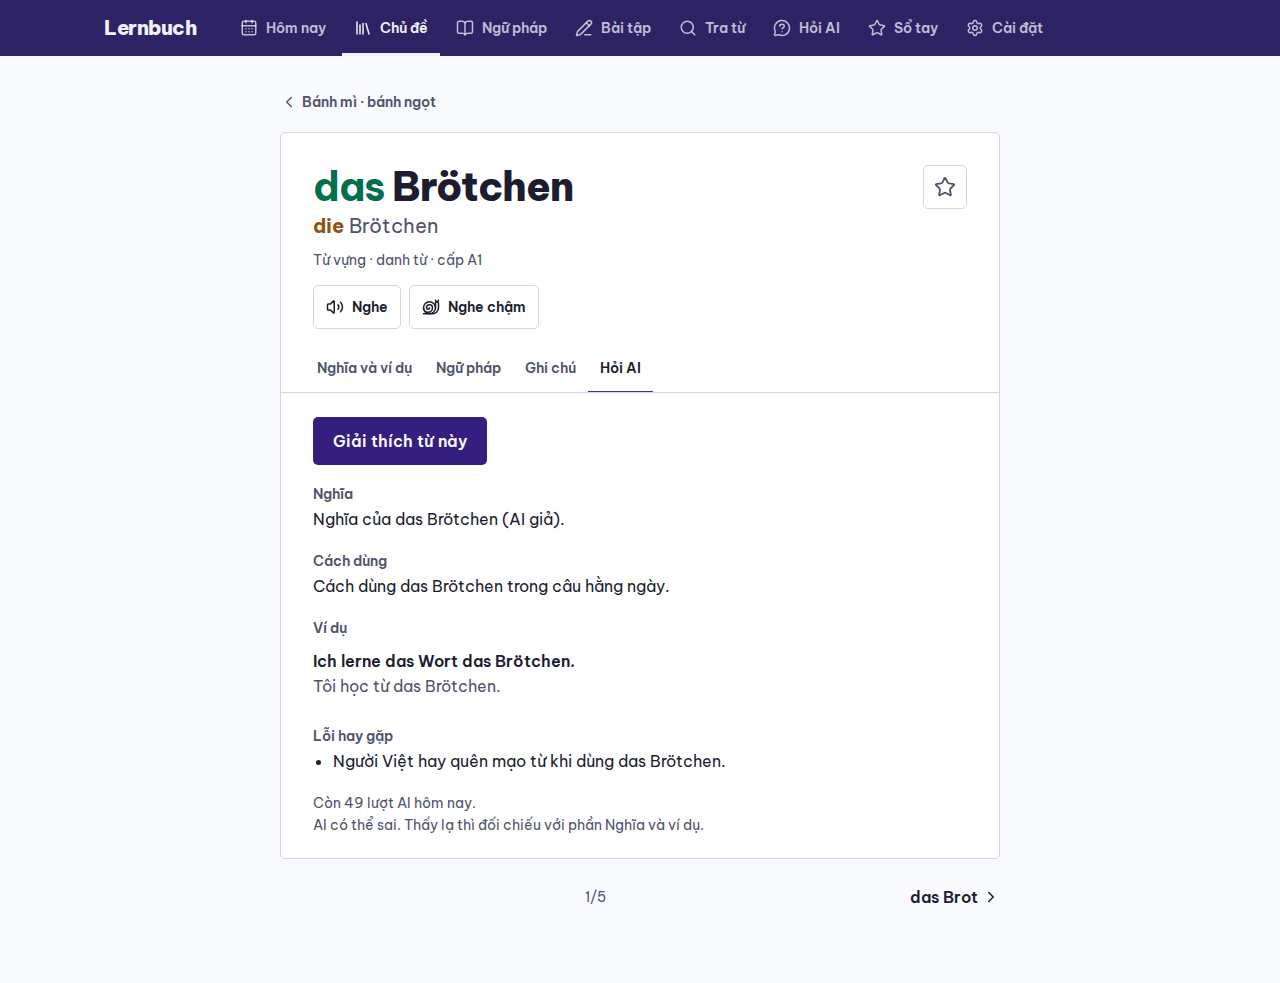 Lernbuch
Hôm nay
Chủ đề
Ngữ pháp
Bài tập
Tra từ
Hỏi AI
Sổ tay
Cài đặt
Bánh mì · bánh ngọt
das Brötchen
die Brötchen
Từ vựng · danh từ · cấp A1
Nghe
Nghe chậm
Nghĩa và ví dụ
Ngữ pháp
Ghi chú
Hỏi AI
Giải thích từ này
Nghĩa
Nghĩa của das Brötchen (AI giả).
Cách dùng
Cách dùng das Brötchen trong câu hằng ngày.
Ví dụ
Ich lerne das Wort das Brötchen.
Tôi học từ das Brötchen.
Lỗi hay gặp
• Người Việt hay quên mạo từ khi dùng das Brötchen.
Còn 49 lượt AI hôm nay.
AI có thể sai. Thấy lạ thì đối chiếu với phần Nghĩa và ví dụ.
1/5
das Brot